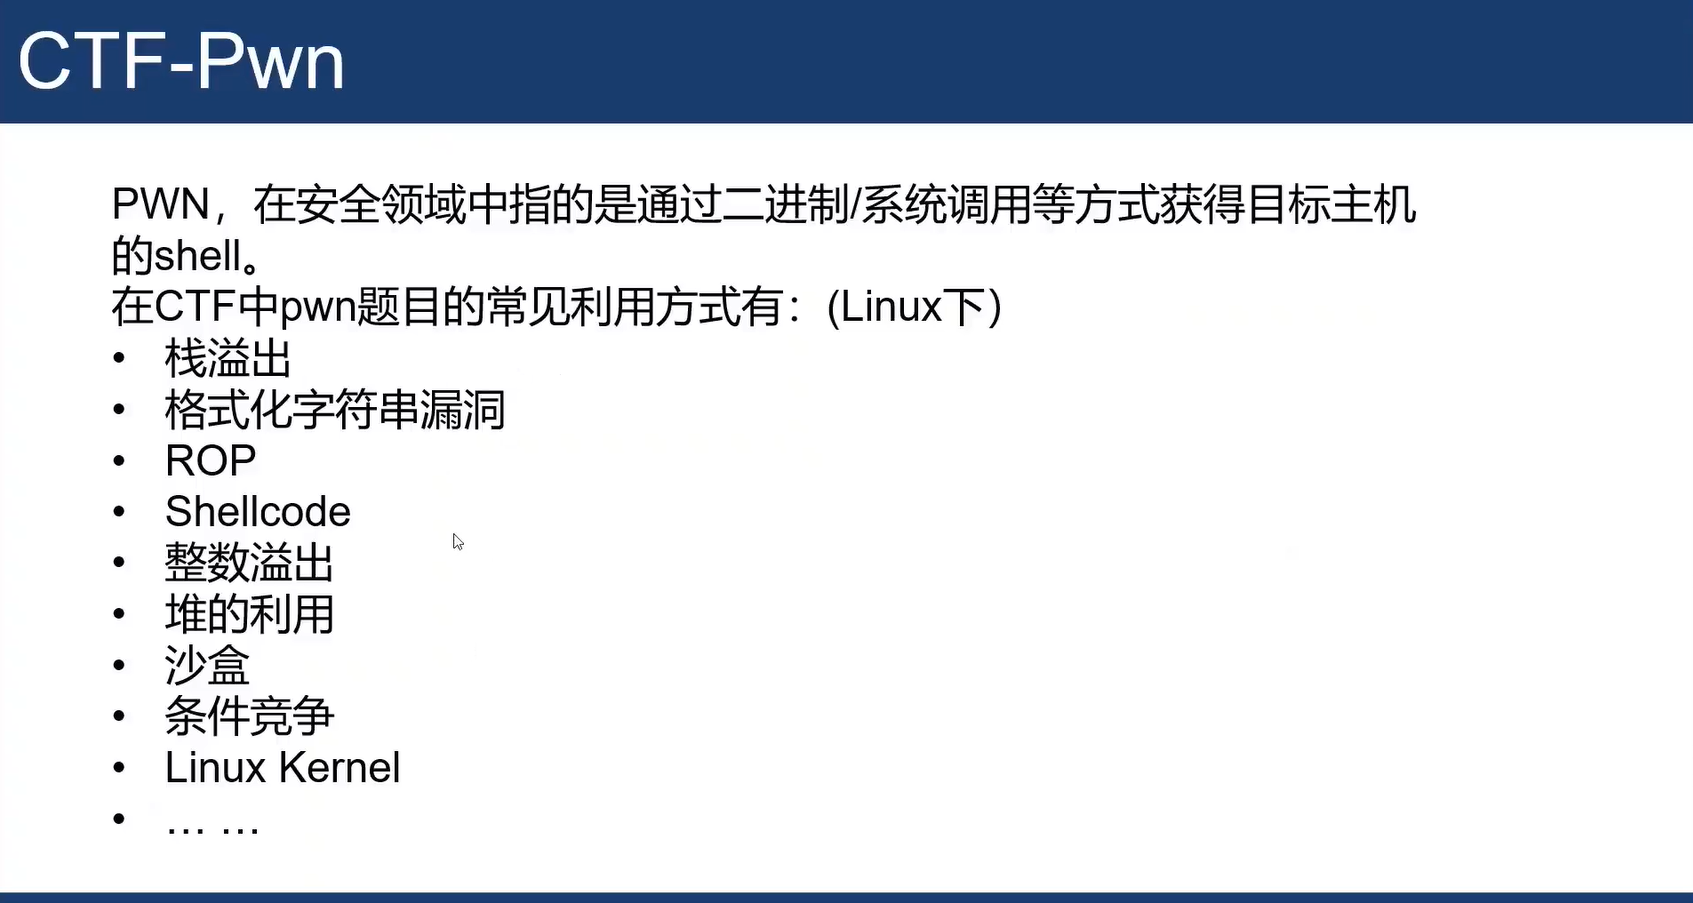 CTF-Pwn
PWN，在安全领域中指的是通过二进制/系统调用等方式获得目标主机
的shell。
在CTF中pwn题目的常见利用方式有：(Linux下)
• 栈溢出
• 格式化字符串漏洞
• ROP
• Shellcode
• 整数溢出
• 堆的利用
• 沙盒
• 条件竞争
• Linux Kernel
• … …